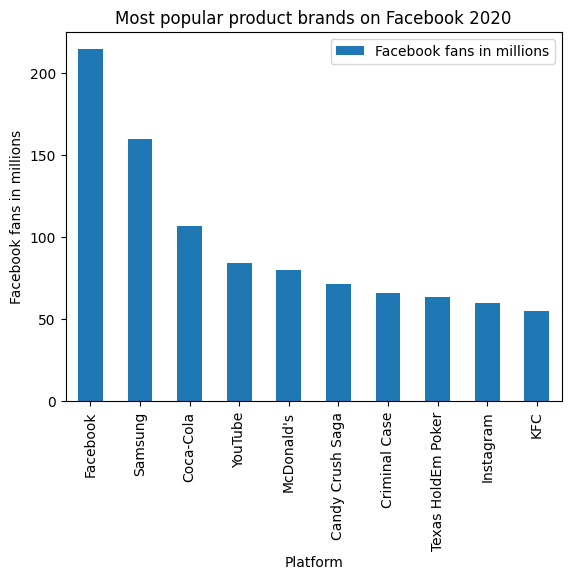 Most popular product brands on Facebook 2020
Facebook fans in millions
Facebook fans in millions
200
150
100
50
0
Facebook
Samsung
Coca-Cola
YouTube
McDonald's
Candy Crush Saga
Criminal Case
Texas HoldEm Poker
Instagram
KFC
Platform